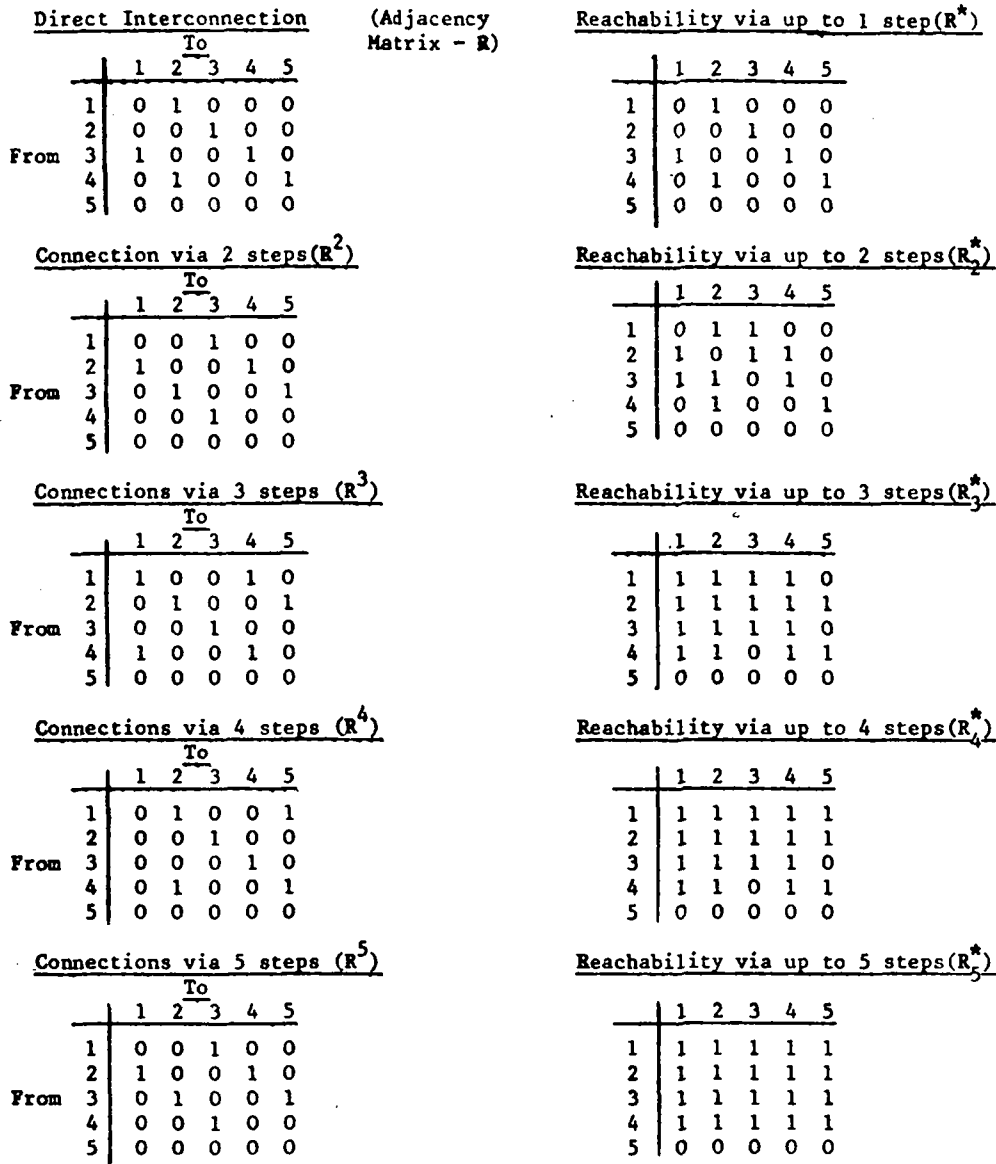 Direct Interconnection (Adjacency Matrix - R)
To
1 2 3 4 5
1 0 1 0 0 0
2 0 0 1 0 0
From 3 1 0 0 1 0
4 0 1 0 0 1
5 0 0 0 0 0
Reachability via up to 1 step(R*)
1 2 3 4 5
1 0 1 0 0 0
2 0 0 1 0 0
3 1 0 0 1 0
4 0 1 0 0 1
5 0 0 0 0 0
Connection via 2 steps(R²)
To
1 2 3 4 5
1 0 0 1 0 0
2 1 0 0 1 0
From 3 0 1 0 0 1
4 0 0 1 0 0
5 0 0 0 0 0
Reachability via up to 2 steps(R₂*)
1 2 3 4 5
1 0 1 1 0 0
2 1 0 1 1 0
3 1 1 0 1 0
4 0 1 0 0 1
5 0 0 0 0 0
Connections via 3 steps (R³)
To
1 2 3 4 5
1 1 0 0 1 0
2 0 1 0 0 1
From 3 0 0 1 0 0
4 1 0 0 1 0
5 0 0 0 0 0
Reachability via up to 3 steps(R₃*)
1 2 3 4 5
1 1 1 1 1 0
2 1 1 1 1 1
3 1 1 1 1 0
4 1 1 0 1 1
5 0 0 0 0 0
Connections via 4 steps (R⁴)
To
1 2 3 4 5
1 0 1 0 0 1
2 0 0 1 0 0
From 3 0 0 0 1 0
4 0 1 0 0 1
5 0 0 0 0 0
Reachability via up to 4 steps(R₄*)
1 2 3 4 5
1 1 1 1 1 1
2 1 1 1 1 1
3 1 1 1 1 0
4 1 1 0 1 1
5 0 0 0 0 0
Connections via 5 steps (R⁵)
To
1 2 3 4 5
1 0 0 1 0 0
2 1 0 0 1 0
From 3 0 1 0 0 1
4 0 0 1 0 0
5 0 0 0 0 0
Reachability via up to 5 steps(R₅*)
1 2 3 4 5
1 1 1 1 1 1
2 1 1 1 1 1
3 1 1 1 1 1
4 1 1 1 1 1
5 0 0 0 0 0